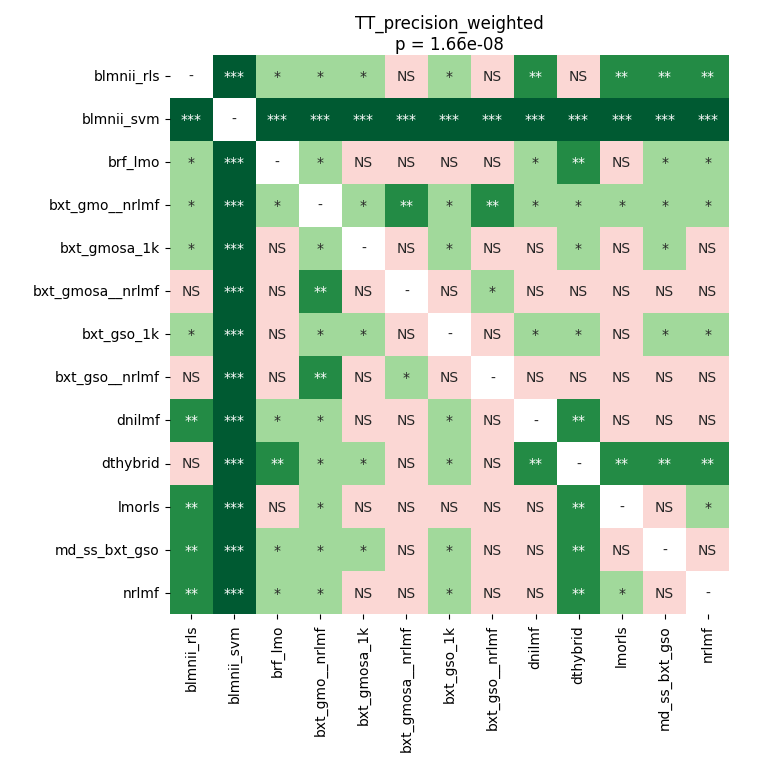 TT_precision_weighted
p = 1.66e-08
blmnii_rls - *** * * * NS * NS ** NS ** ** **
blmnii_svm *** - *** *** *** *** *** *** *** *** *** *** ***
brf_lmo * *** - * NS NS NS NS * ** NS * *
bxt_gmo__nrlmf * *** * - * ** * ** * * * * *
bxt_gmosa_1k * *** NS * - NS * NS NS * NS * NS
bxt_gmosa__nrlmf NS *** NS ** NS - NS * NS NS NS NS NS
bxt_gso_1k * *** NS * * NS - NS * * NS * *
bxt_gso__nrlmf NS *** NS ** NS * NS - NS NS NS NS NS
dnilmf ** *** * * NS NS * NS - ** NS NS NS
dthybrid NS *** ** * * NS * NS ** - ** ** **
lmorls ** *** NS * NS NS NS NS NS ** - NS *
md_ss_bxt_gso ** *** * * * NS * NS NS ** NS - NS
nrlmf ** *** * * NS NS * NS NS ** * NS -
blmnii_rls
blmnii_svm
brf_lmo
bxt_gmo__nrlmf
bxt_gmosa_1k
bxt_gmosa__nrlmf
bxt_gso_1k
bxt_gso__nrlmf
dnilmf
dthybrid
lmorls
md_ss_bxt_gso
nrlmf